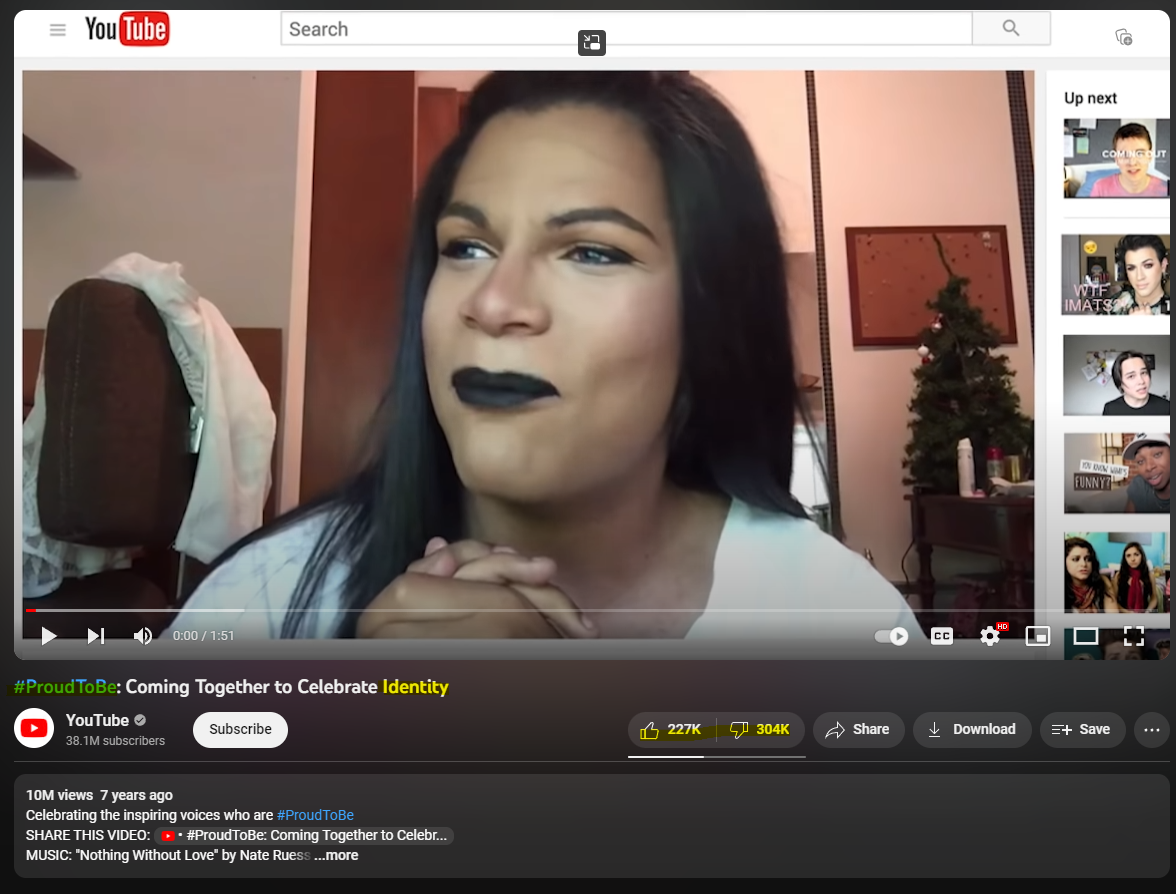 YouTube
Search
Up next
COMING OUT
WTF
IMATS?
YOU KNOW WHAT'S
FUNNY?
0:00 / 1:51
CC
HD
#ProudToBe: Coming Together to Celebrate Identity
YouTube
38.1M subscribers
Subscribe
227K
304K
Share
Download
Save
10M views 7 years ago
Celebrating the inspiring voices who are #ProudToBe
SHARE THIS VIDEO: • #ProudToBe: Coming Together to Celebr...
MUSIC: "Nothing Without Love" by Nate Ruess ...more